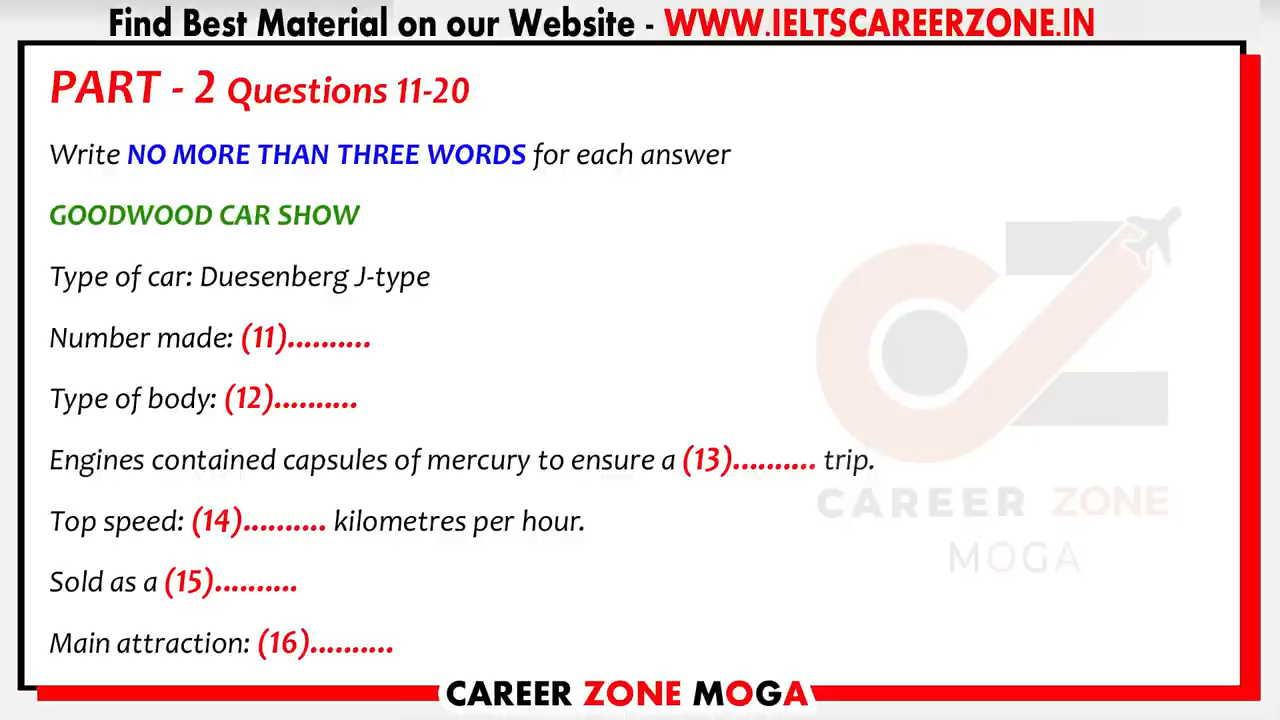 Find Best Material on our Website - WWW.IELTSCAREERZONE.IN
PART - 2 Questions 11-20
Write NO MORE THAN THREE WORDS for each answer
GOODWOOD CAR SHOW
Type of car: Duesenberg J-type
Number made: (11)..........
Type of body: (12)..........
Engines contained capsules of mercury to ensure a (13).......... trip.
Top speed: (14).......... kilometres per hour.
Sold as a (15)..........
Main attraction: (16)..........
CAREER ZONE
MOGA
CAREER ZONE MOGA